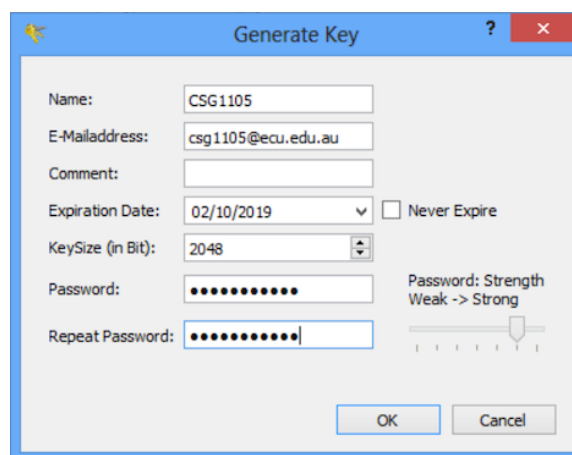 Generate Key
?
Name: CSG1105
E-Mailaddress: csg1105@ecu.edu.au
Comment:
Expiration Date: 02/10/2019 Never Expire
KeySize (in Bit): 2048
Password: ●●●●●●●●●●● Password: Strength
Weak -> Strong
Repeat Password: ●●●●●●●●●●●
OK Cancel